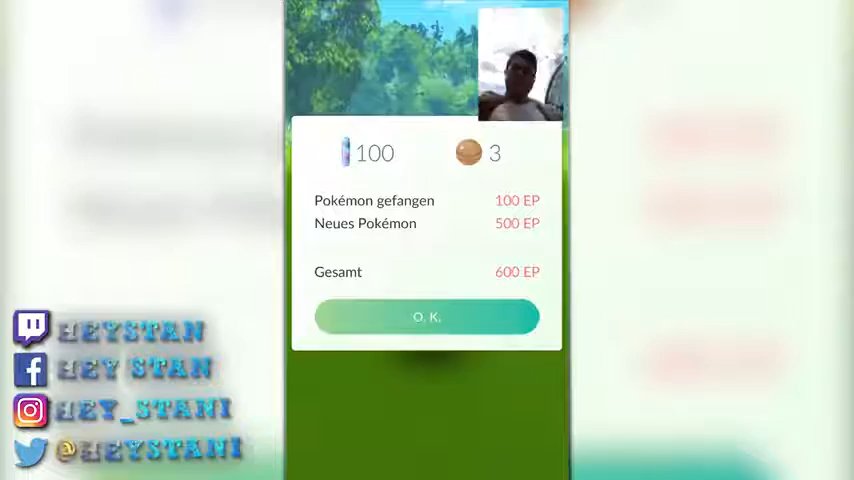 100 3
Pokémon gefangen 100 EP
Neues Pokémon 500 EP
Gesamt 600 EP
O. K.
HEYSTAN
HEY STAN
HEY_STANI
@HEYSTANI